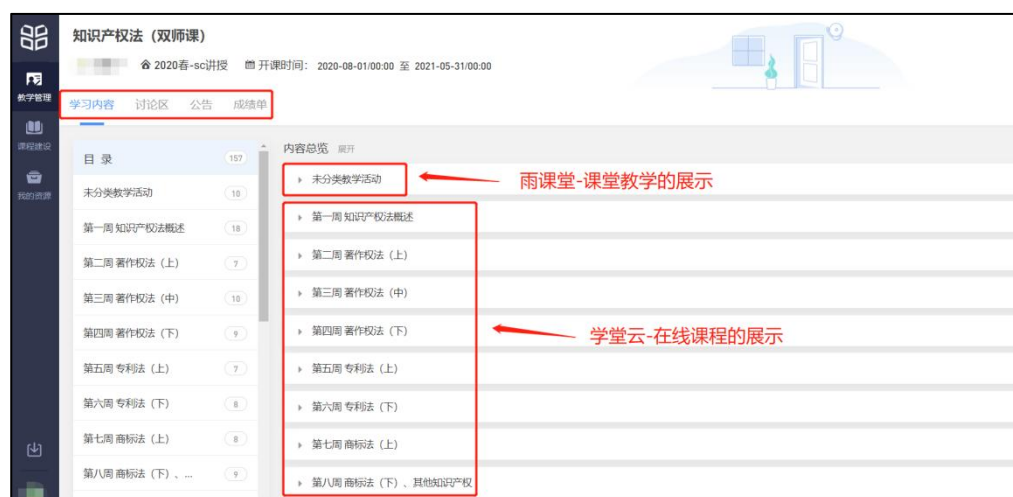 知识产权法（双师课）
2020春-sc讲授 开课时间： 2020-08-01/00:00 至 2021-05-31/00:00
教学管理
课程建设
我的资源
学习内容 讨论区 公告 成绩单
目 录 157
未分类教学活动 10
第一周 知识产权法概述 18
第二周 著作权法（上） 7
第三周 著作权法（中） 10
第四周 著作权法（下） 9
第五周 专利法（上） 7
第六周 专利法（下） 8
第七周 商标法（上） 8
第八周 商标法（下）、... 9
内容总览 展开
未分类教学活动
雨课堂-课堂教学的展示
第一周 知识产权法概述
第二周 著作权法（上）
第三周 著作权法（中）
第四周 著作权法（下）
学堂云-在线课程的展示
第五周 专利法（上）
第六周 专利法（下）
第七周 商标法（上）
第八周 商标法（下）、其他知识产权